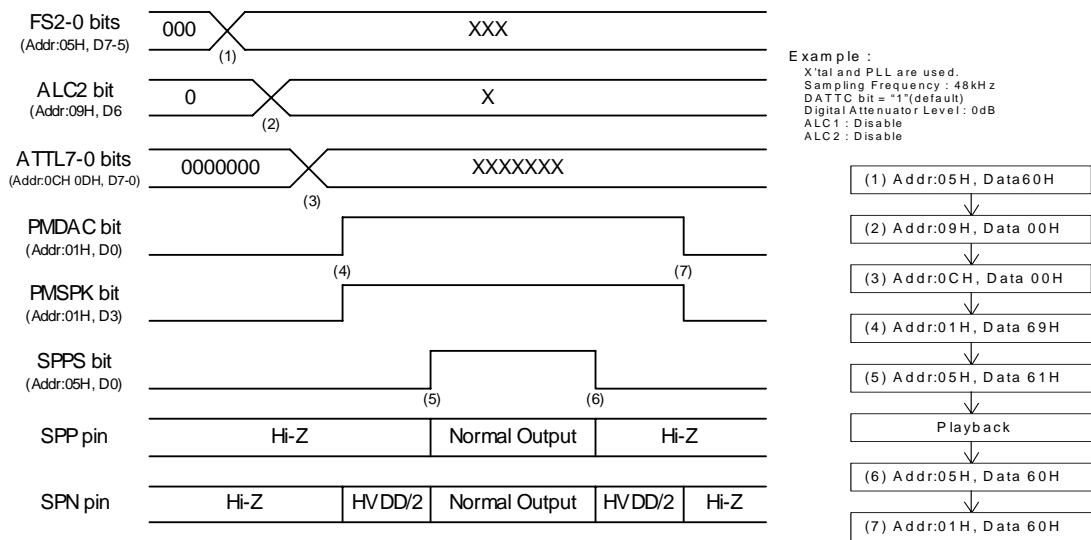 FS2-0 bits
(Addr:05H, D7-5)
000
XXX
(1)
ALC2 bit
(Addr:09H, D6
0
X
(2)
ATTL7-0 bits
(Addr:0CH 0DH, D7-0)
0000000
XXXXXXX
(3)
PMDAC bit
(Addr:01H, D0)
(4)
(7)
PMSPK bit
(Addr:01H, D3)
SPPS bit
(Addr:05H, D0)
(5)
(6)
SPP pin
Hi-Z
Normal Output
Hi-Z
SPN pin
Hi-Z
HVDD/2
Normal Output
HVDD/2
Hi-Z
Example :
X'tal and PLL are used.
Sampling Frequency : 48kHz
DATTC bit = “1”(default)
Digital Attenuator Level : 0dB
ALC1 : Disable
ALC2 : Disable
(1) Addr:05H, Data60H
(2) Addr:09H, Data 00H
(3) Addr:0CH, Data 00H
(4) Addr:01H, Data 69H
(5) Addr:05H, Data 61H
Playback
(6) Addr:05H, Data 60H
(7) Addr:01H, Data 60H